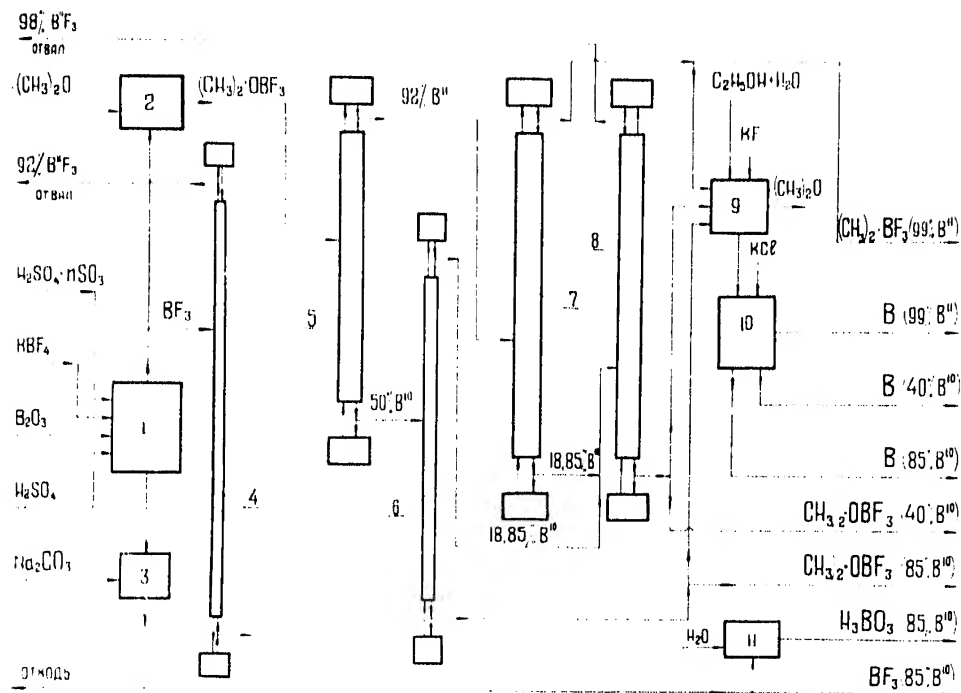 98% B¹¹F₃
отвал
(CH₃)₂O
2
(CH₃)₂·OBF₃
92% B¹¹F₃
отвал
H₂SO₄·nSO₃
BF₃
KBF₄
B₂O₃
1
H₂SO₄
Na₂CO₃
3
4
отходы
92% B¹¹
5
50% B¹⁰
6
7
8
18,85% B¹⁰
18,85% B¹⁰
C₂H₅OH+H₂O
KF
9
(CH₃)₂O
(CH₃)₂·BF₃/99% B¹¹)
KCl
10
B (99% B¹¹)
B (40% B¹⁰)
B (85% B¹⁰)
CH₃,₂·OBF₃ (40% B¹⁰)
CH₃,₂·OBF₃ (85% B¹⁰)
H₂O
11
H₃BO₃ 85% B¹⁰)
BF₃ 85% B¹⁰)